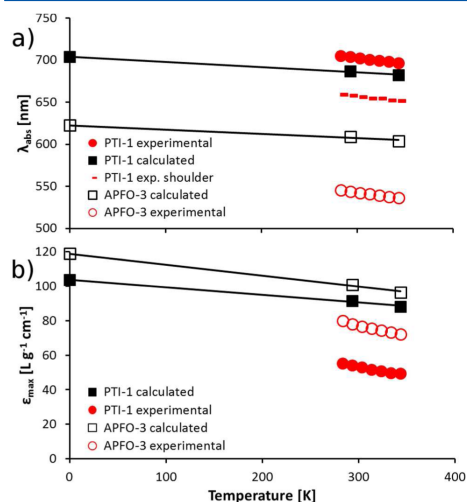 a)
750
700
650
600
550
500
λabs [nm]
PTI-1 experimental
PTI-1 calculated
PTI-1 exp. shoulder
APFO-3 calculated
APFO-3 experimental
b)
120
100
80
60
40
20
0
εmax [L g⁻¹ cm⁻¹]
PTI-1 calculated
PTI-1 experimental
APFO-3 calculated
APFO-3 experimental
0 100 200 300 400
Temperature [K]